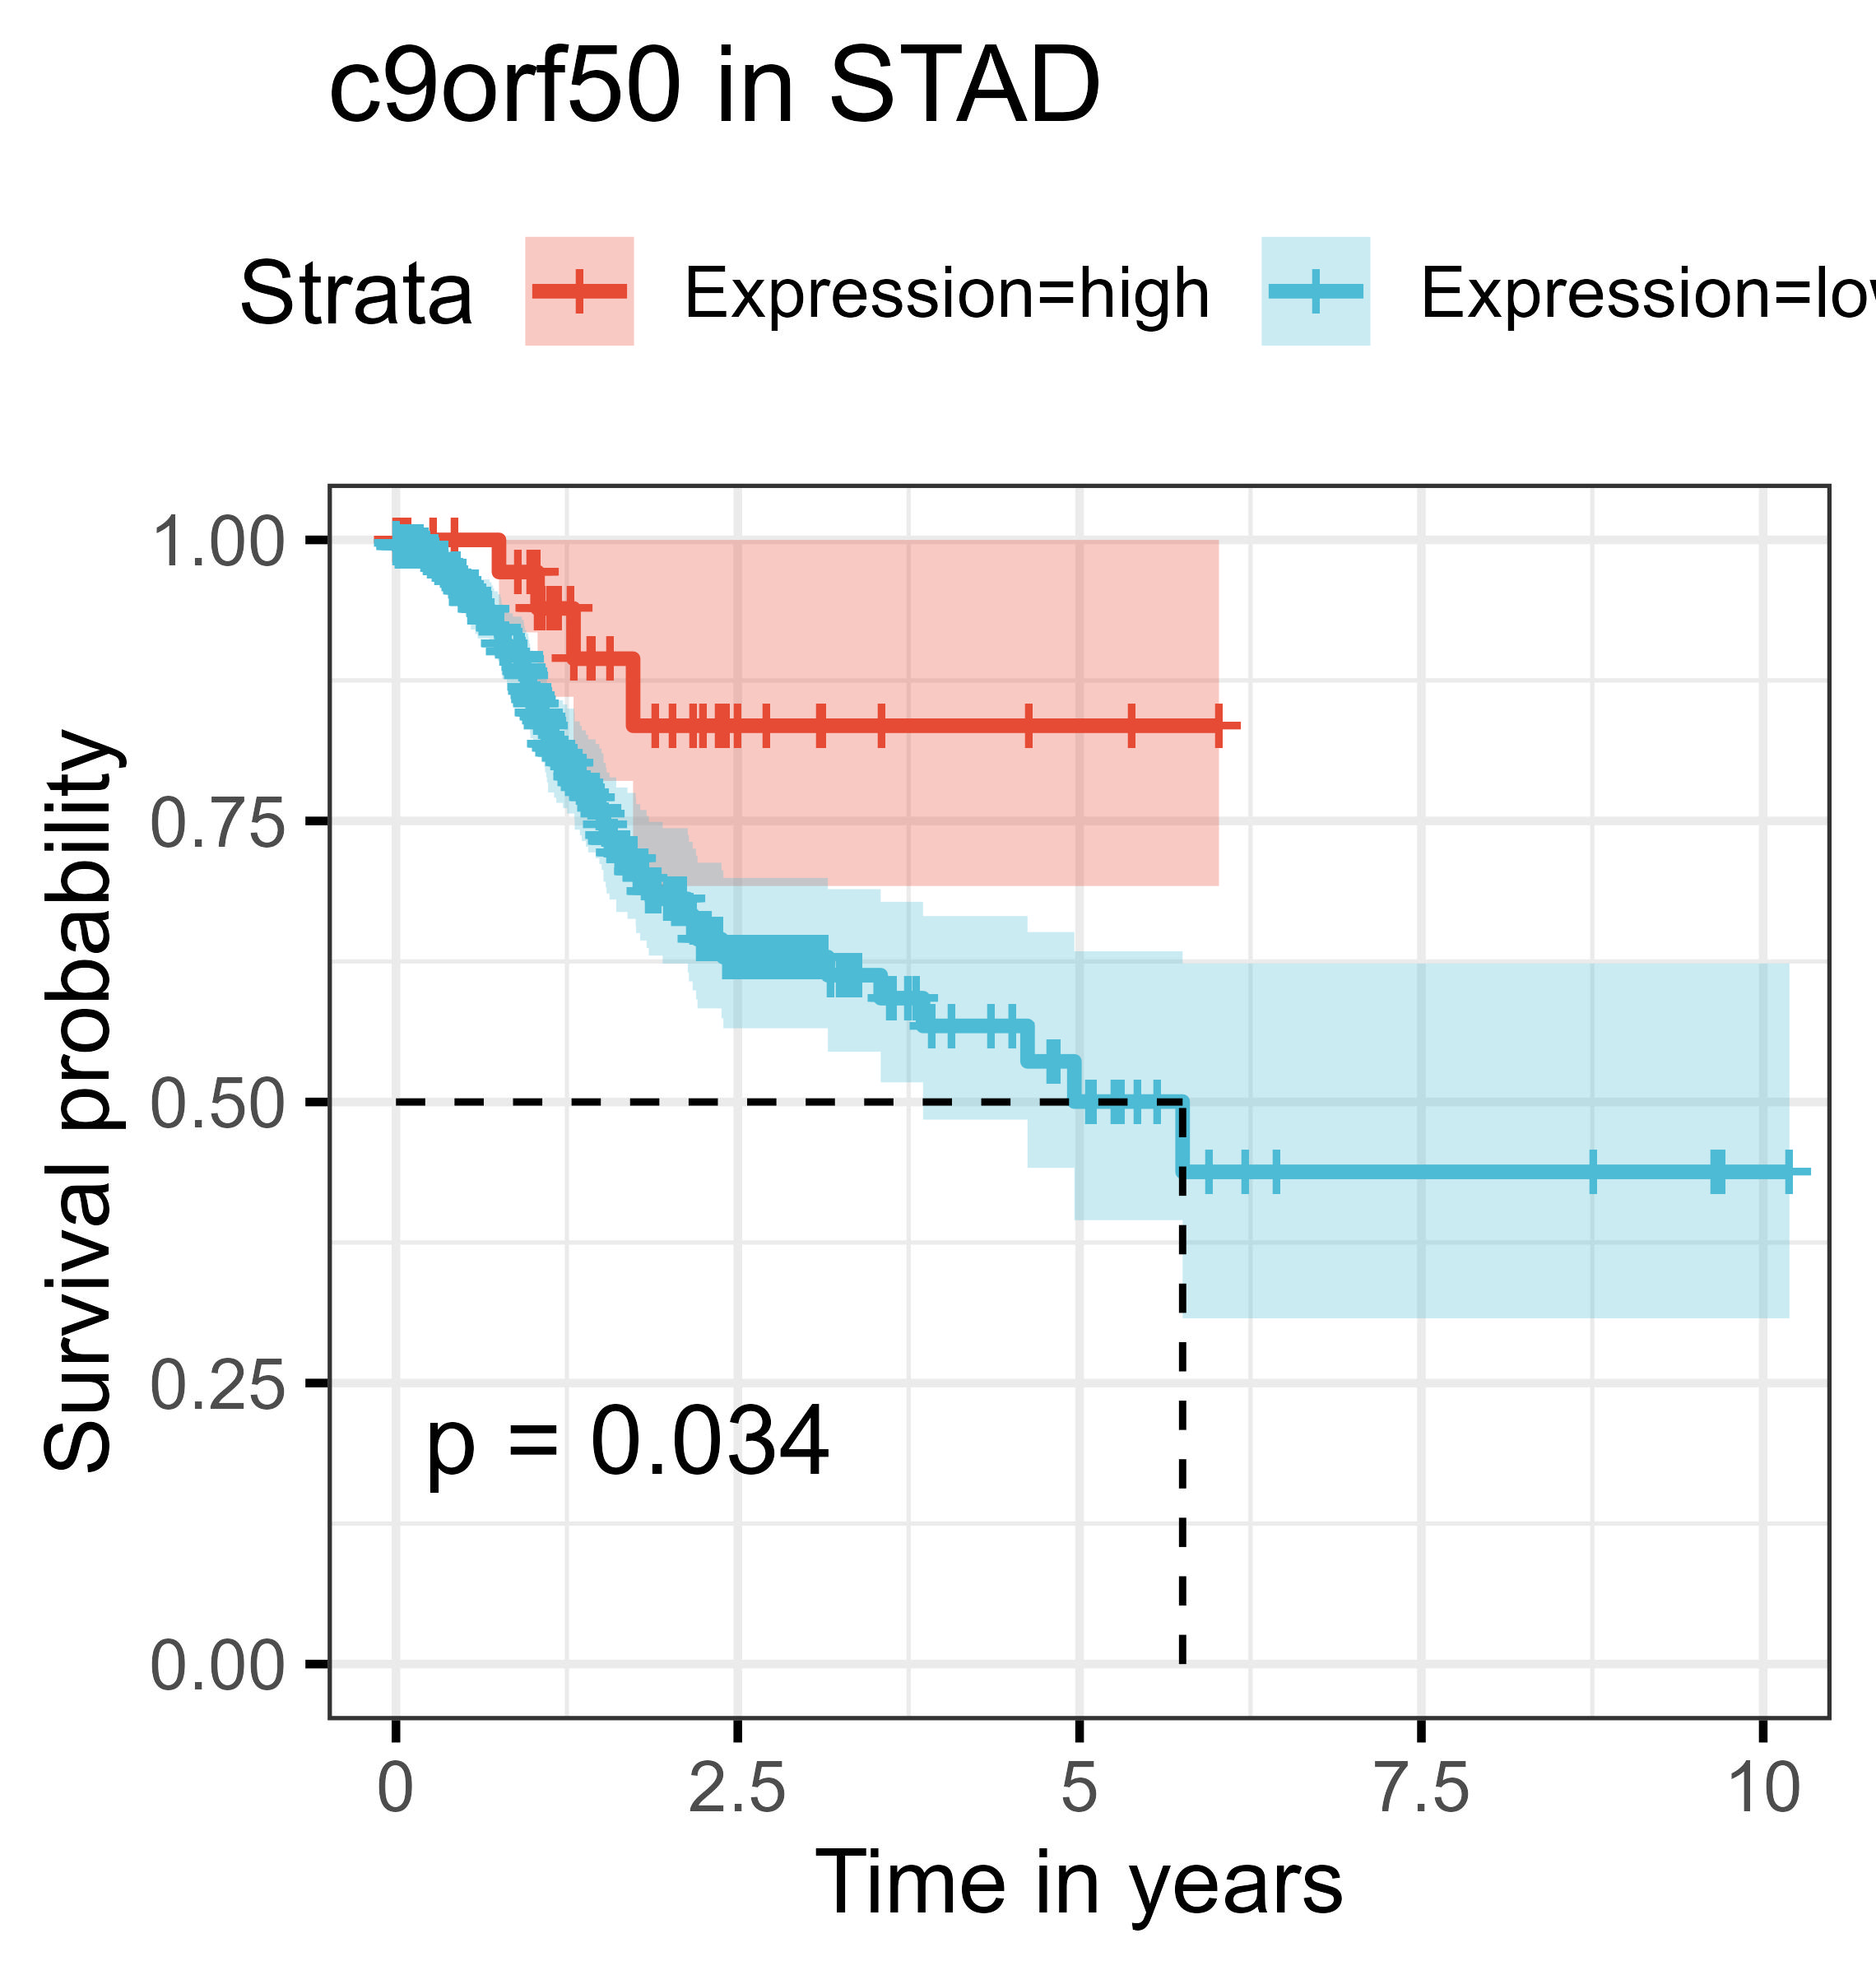 c9orf50 in STAD
Strata Expression=high Expression=lo
1.00
0.75
0.50
0.25
0.00
Survival probability
p = 0.034
0 2.5 5 7.5 10
Time in years